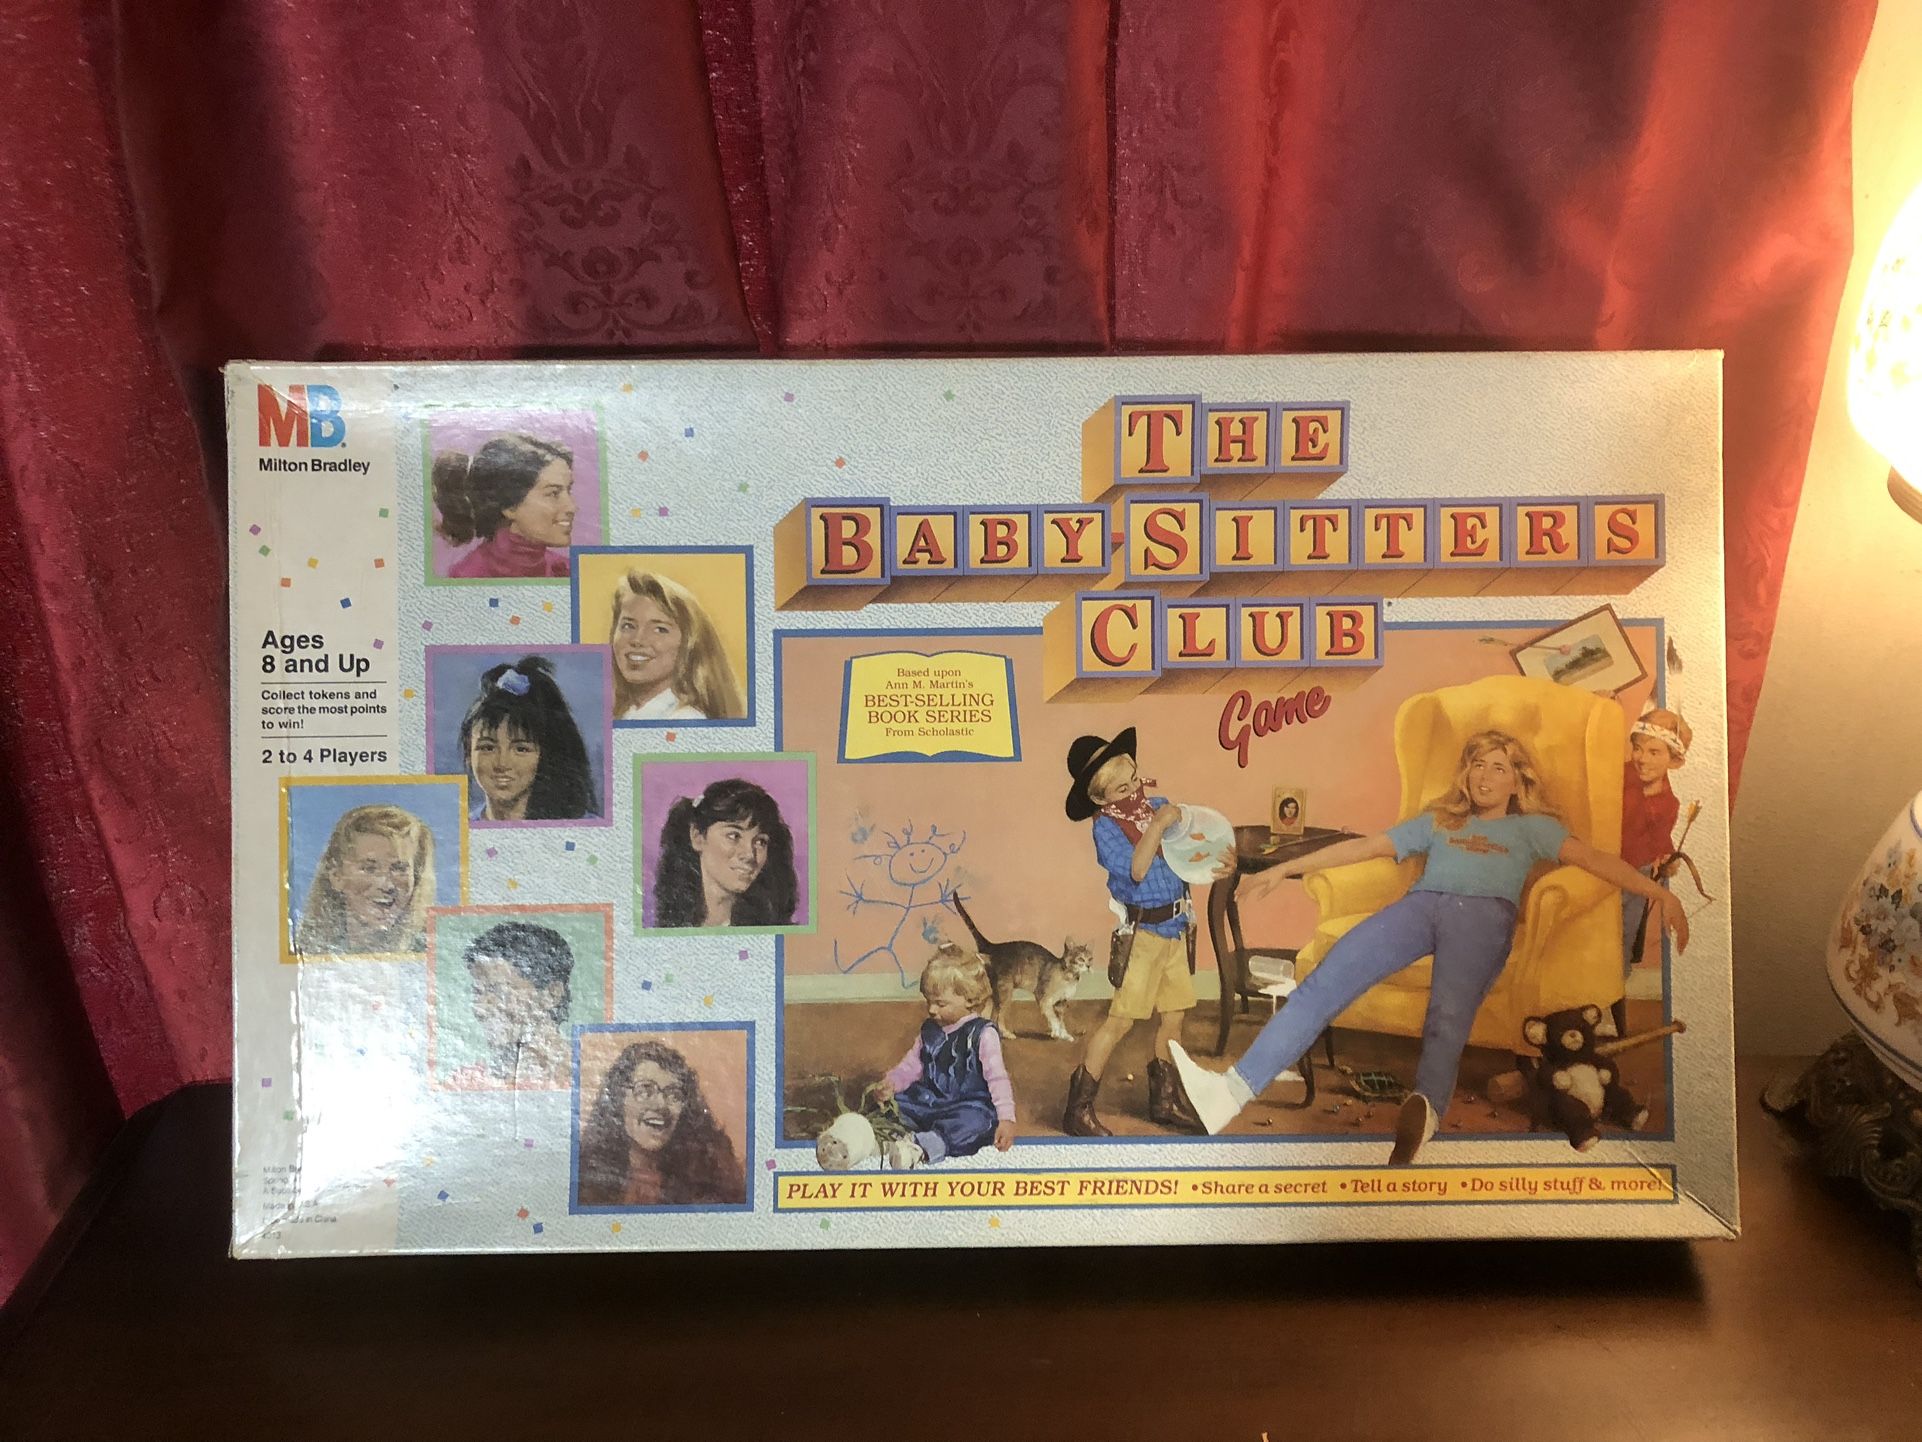 MB
Milton Bradley
Ages
8 and Up
Collect tokens and
score the most points
to win!
2 to 4 Players
THE
BABY-SITTERS
CLUB
Game
Based upon
Ann M. Martin's
BEST-SELLING
BOOK SERIES
From Scholastic
PLAY IT WITH YOUR BEST FRIENDS! • Share a secret • Tell a story • Do silly stuff & more!
in China